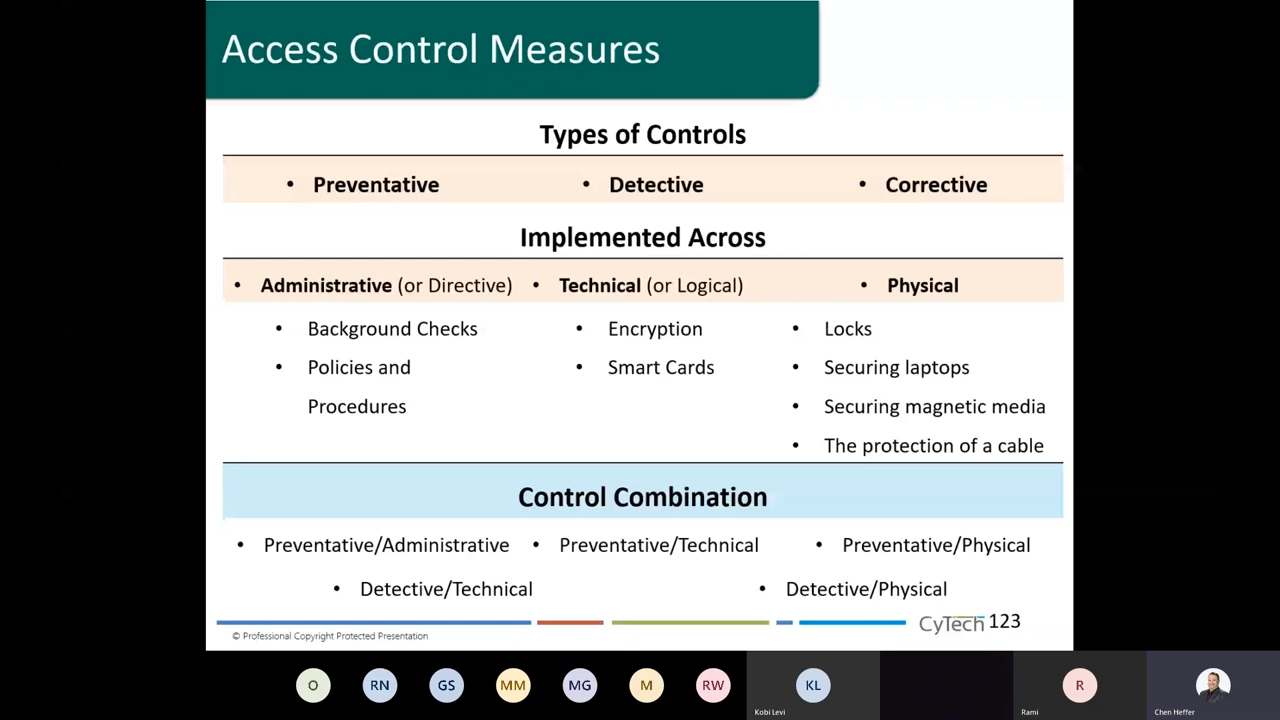 Access Control Measures
Types of Controls
• Preventative • Detective • Corrective
Implemented Across
• Administrative (or Directive) • Technical (or Logical) • Physical
• Background Checks • Encryption • Locks
• Policies and • Smart Cards • Securing laptops
Procedures • Securing magnetic media
• The protection of a cable
Control Combination
• Preventative/Administrative • Preventative/Technical • Preventative/Physical
• Detective/Technical • Detective/Physical
CyTech 123
© Professional Copyright Protected Presentation
O RN GS MM MG M RW KL R
Kobi Levi Rami Chen Heffer